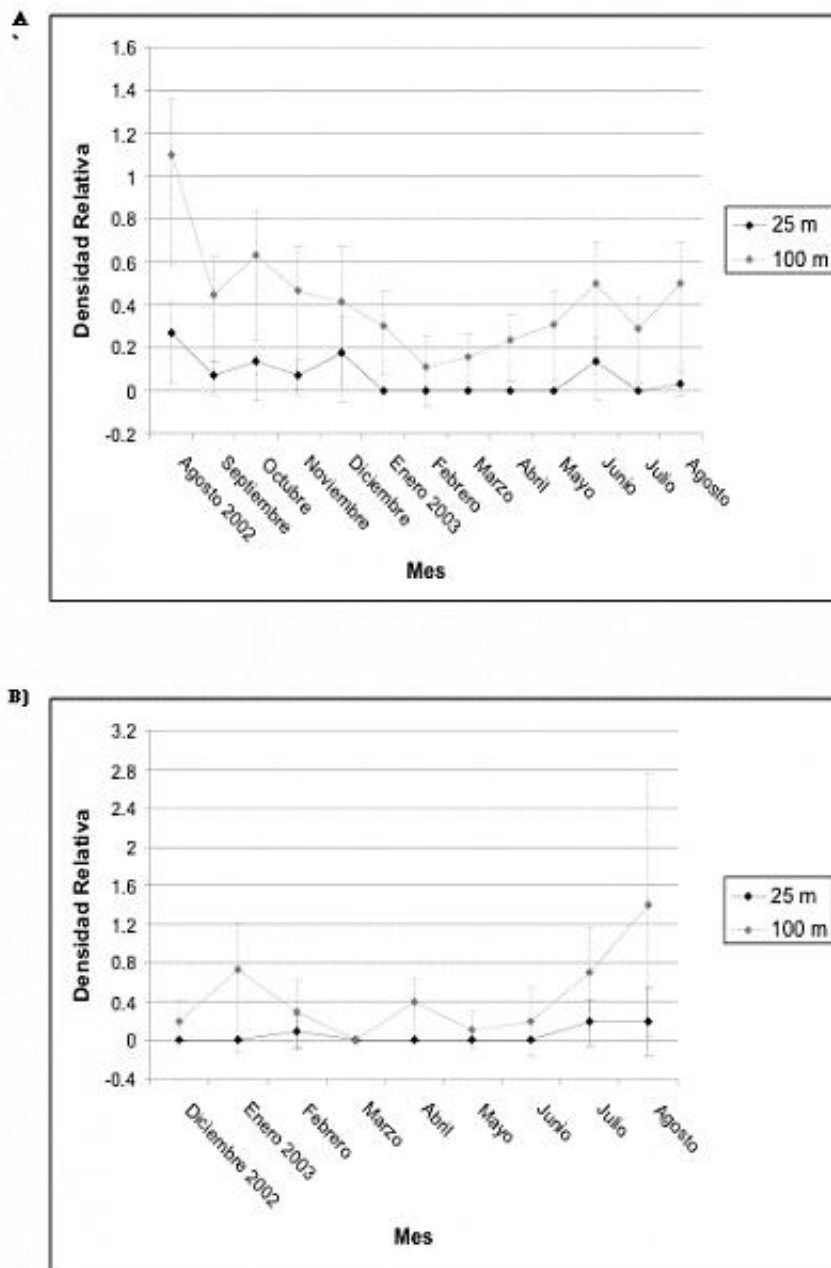 A
1.6
1.4
1.2
1
0.8
0.6
0.4
0.2
0
-0.2
Densidad Relativa
Agosto 2002
Septiembre
Octubre
Noviembre
Diciembre
Enero 2003
Febrero
Marzo
Abril
Mayo
Junio
Julio
Agosto
Mes
25 m
100 m
B)
3.2
2.8
2.4
2
1.6
1.2
0.8
0.4
0
-0.4
Densidad Relativa
Diciembre 2002
Enero 2003
Febrero
Marzo
Abril
Mayo
Junio
Julio
Agosto
Mes
25 m
100 m